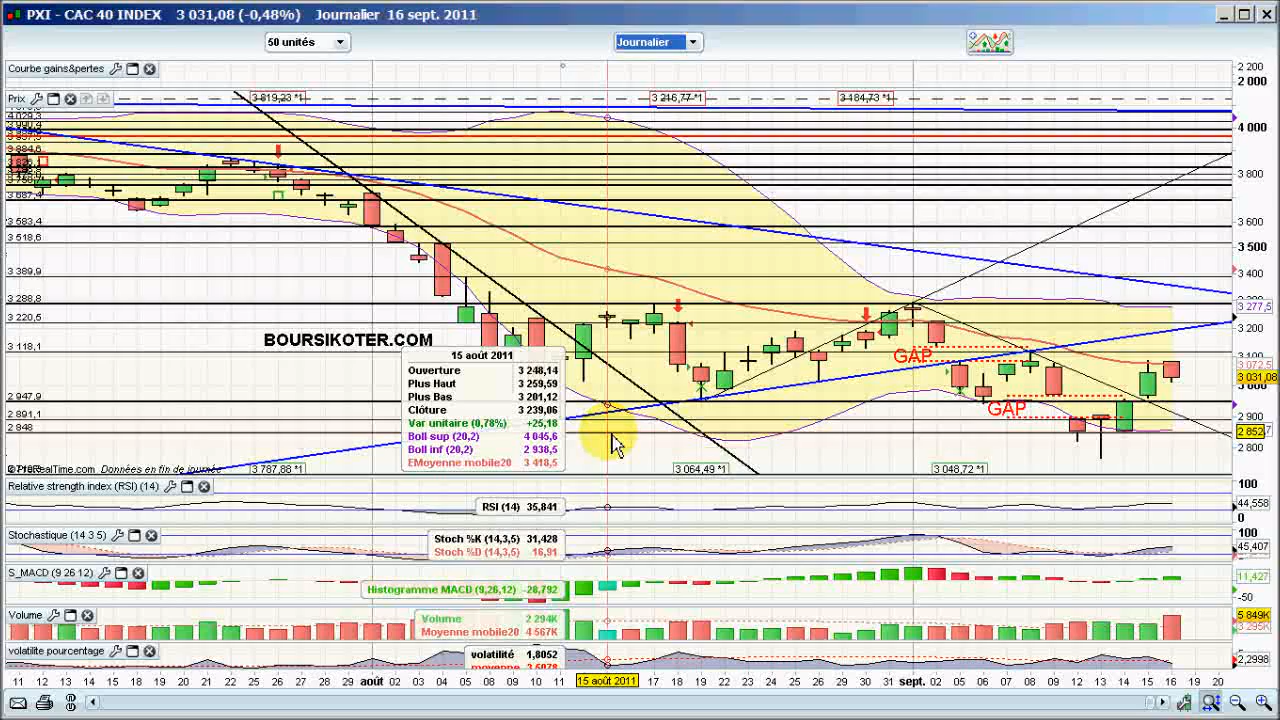 PXI - CAC 40 INDEX 3 031,08 (-0,48%) Journalier 16 sept. 2011
50 unités Journalier
Courbe gains&pertes
2 200
2 000
Prix 3 819,23 *1 3 216,77 *1 3 184,73 *1
4 029,3
4 000
3 800
3 687,4
3 583,4 3 600
3 518,6 3 500
3 389,9 3 400
3 288,8 3 277,5
3 220,5 3 200
BOURSIKOTER.COM
3 118,1 GAP 3 100
3 072,5
3 031,08
3 000
2 947,9
2 891,1 GAP 2 900
2 948 2 852
2 800
15 août 2011
Ouverture 3 248,14
Plus Haut 3 259,59
Plus Bas 3 201,12
Clôture 3 239,06
Var unitaire (0,78%) +25,18
Boll sup (20,2) 4 045,6
Boll inf (20,2) 2 938,5
EMoyenne mobile20 3 418,5
© ProRealTime.com Données en fin de journée 3 787,88 *1 3 064,49 *1 3 048,72 *1
Relative strength index (RSI) (14) 100
RSI (14) 35,841 44,558
0
Stochastique (14 3 5) 100
Stoch %K (14,3,5) 31,428
Stoch %D (14,3,5) 16,91 45,407
S_MACD (9 26 12)
Histogramme MACD (9,26,12) -28,792 11,427
-50
Volume 5 849K
Volume 2 294K
Moyenne mobile20 4 567K 3 295K
volatilite pourcentage
volatilité 1,8052
2,2998
11 12 13 14 15 18 19 20 21 22 25 26 27 28 29 août 02 03 04 05 08 09 10 11 15 août 2011 17 18 19 22 23 24 25 26 29 30 31 sept. 02 05 06 07 08 09 12 13 14 15 16 19 20